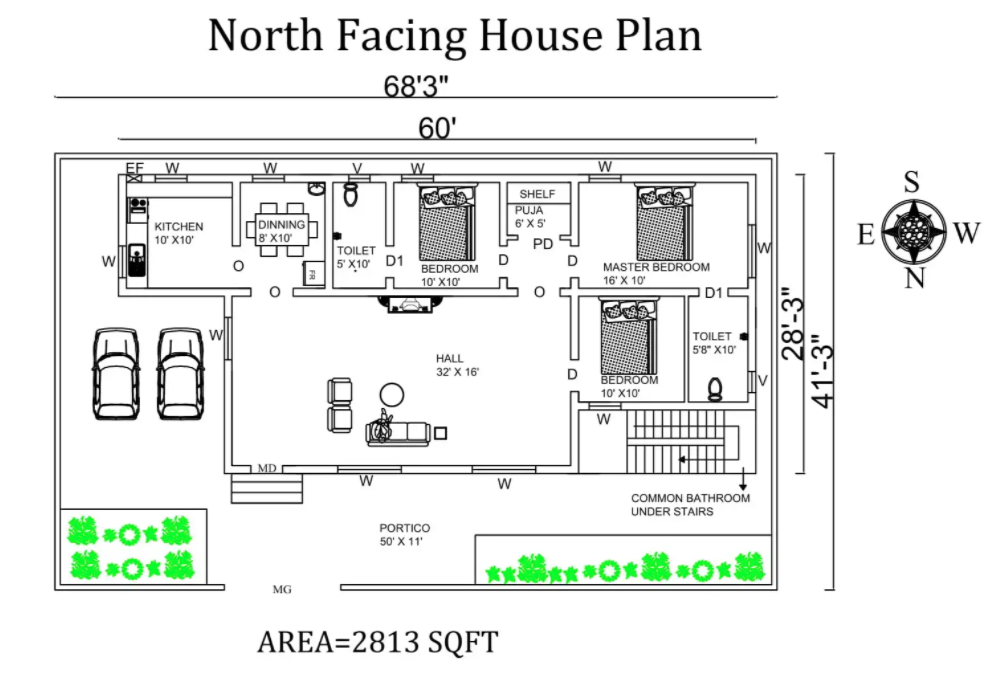 North Facing House Plan
68'3"
60'
EF
W
W
V
W
W
S
E
W
N
KITCHEN
10' X10'
DINNING
8' X10'
TOILET
5' X10'
SHELF
PUJA
6' X 5'
PD
D1
BEDROOM
10' X10'
D
D
MASTER BEDROOM
16' X 10'
W
W
O
FR
O
O
D1
28'-3"
41'-3"
W
HALL
32' X 16'
TOILET
5'8" X10'
D
BEDROOM
10' X10'
V
W
MD
W
W
COMMON BATHROOM
UNDER STAIRS
PORTICO
50' X 11'
MG
AREA=2813 SQFT